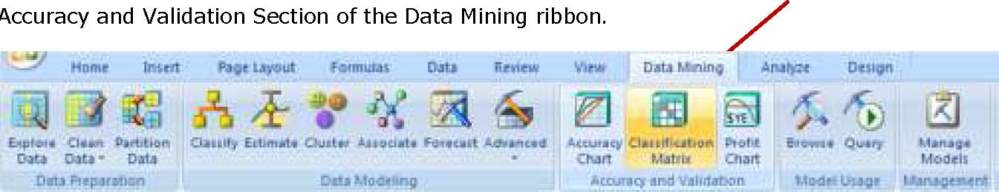 Accuracy and Validation Section of the Data Mining ribbon.
Home Insert Page Layout Formulas Data Review View Data Mining Analyze Design
Explore Data Clean Data Partition Data Classify Estimate Cluster Associate Forecast Advanced Accuracy Chart Classification Matrix Profit Chart Browse Query Manage Models
Data Preparation Data Modeling Accuracy and Validation Model Usage Management